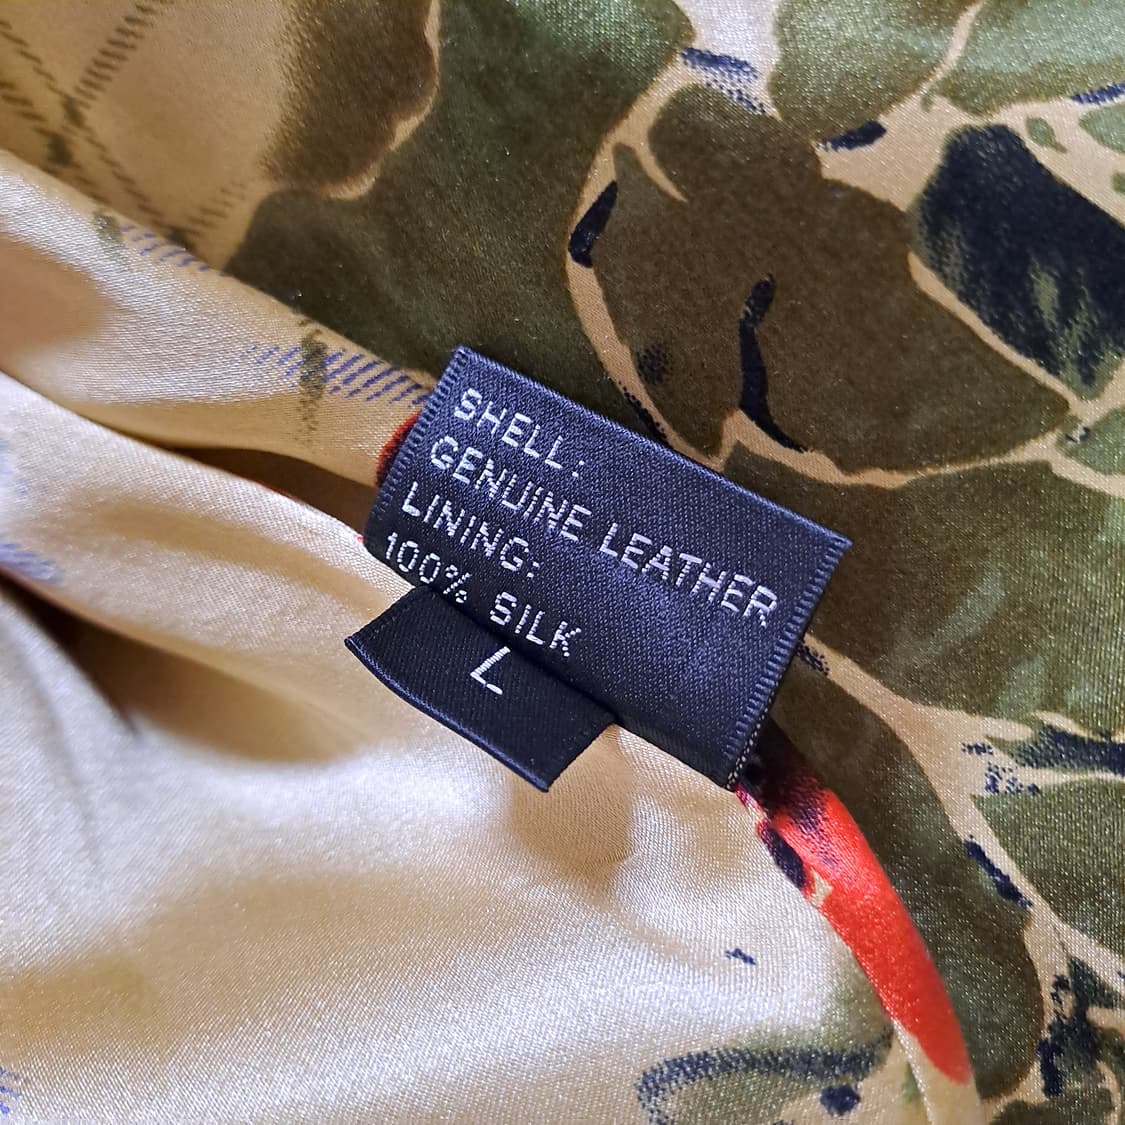 SHELL:
GENUINE LEATHER
LINING:
100% SILK
L